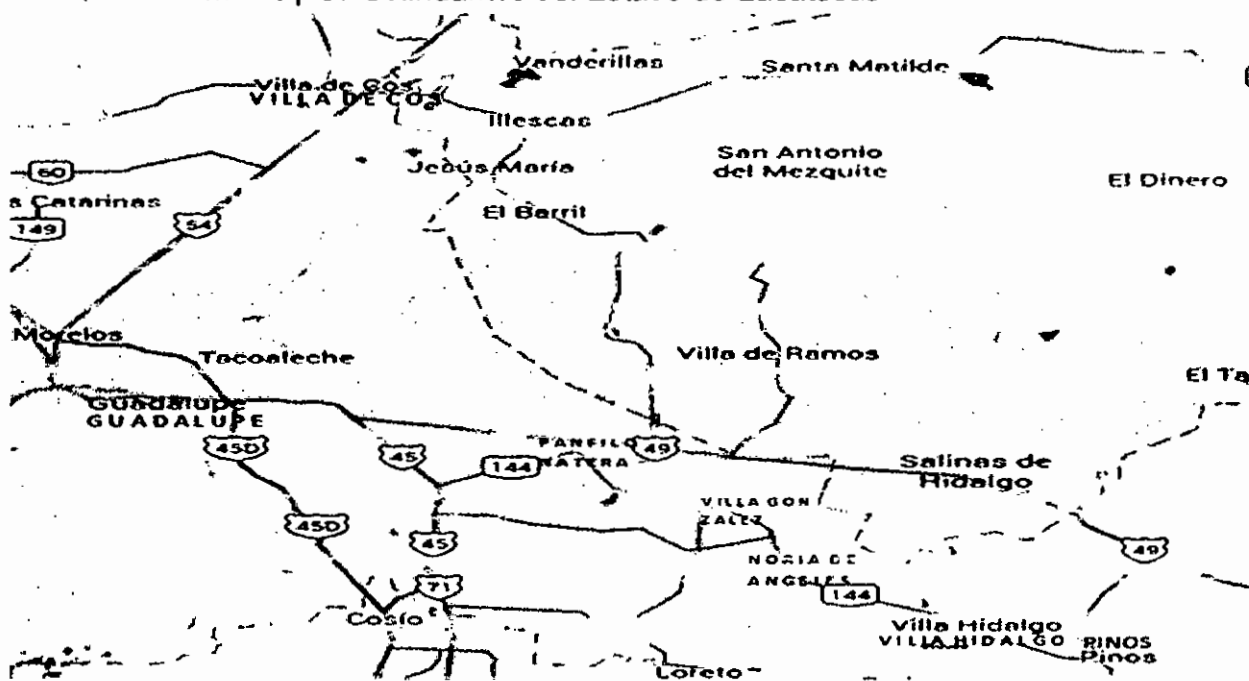 Vanderillas
Santa Matilde
Villa de Cos
VILLA DE COS
Illescas
San Antonio
del Mezquite
Jesús María
60
El Dinero
s Catarinas
El Barril
149
54
Morelos
Tacoaleche
Villa de Ramos
El Ta
Guadalupe
GUADALUPE
45D
45
PANFILO
NATERA
49
144
Salinas de
Hidalgo
VILLA GON
ZALEZ
45D
45
49
NORIA DE
ANGELES
71
144
Cosío
Villa Hidalgo
VILLA HIDALGO
PINOS
Pinos
Loreto